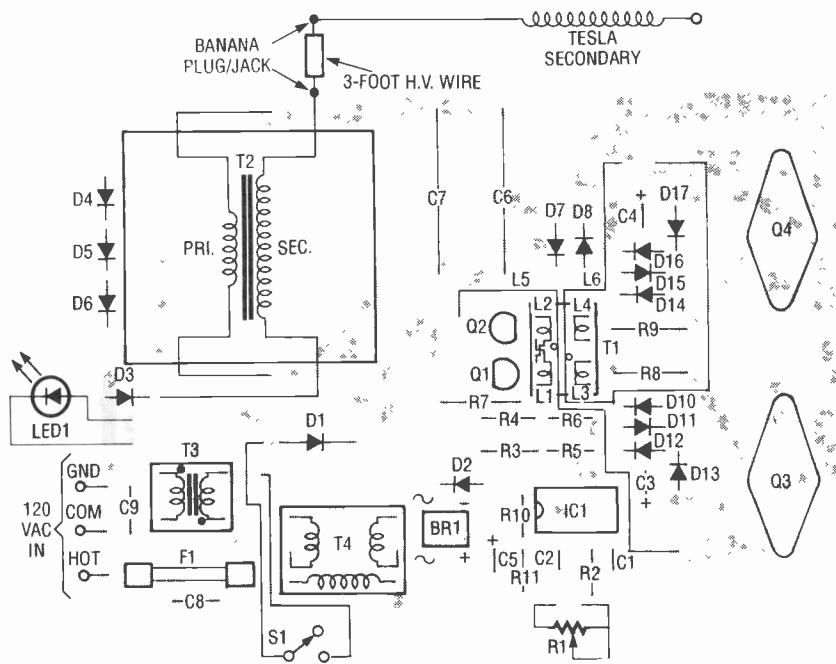 BANANA
PLUG/JACK
TESLA
SECONDARY
3-FOOT H.V. WIRE
T2
D4
D5
D6
PRI.
SEC.
C7
C6
D7
D8
C4
+
D17
Q4
D16
D15
D14
L5
L6
L2
L4
Q2
Q1
T1
R9
R8
L1
L3
D3
LED1
R7
R4
R6
D10
D11
D12
D1
R3
R5
D13
C3
+
Q3
T3
GND
COM
HOT
120
VAC
IN
C9
D2
T4
~
~
BR1
-
+
R10
IC1
+
C5
C2
R11
R2
C1
F1
C8
S1
R1